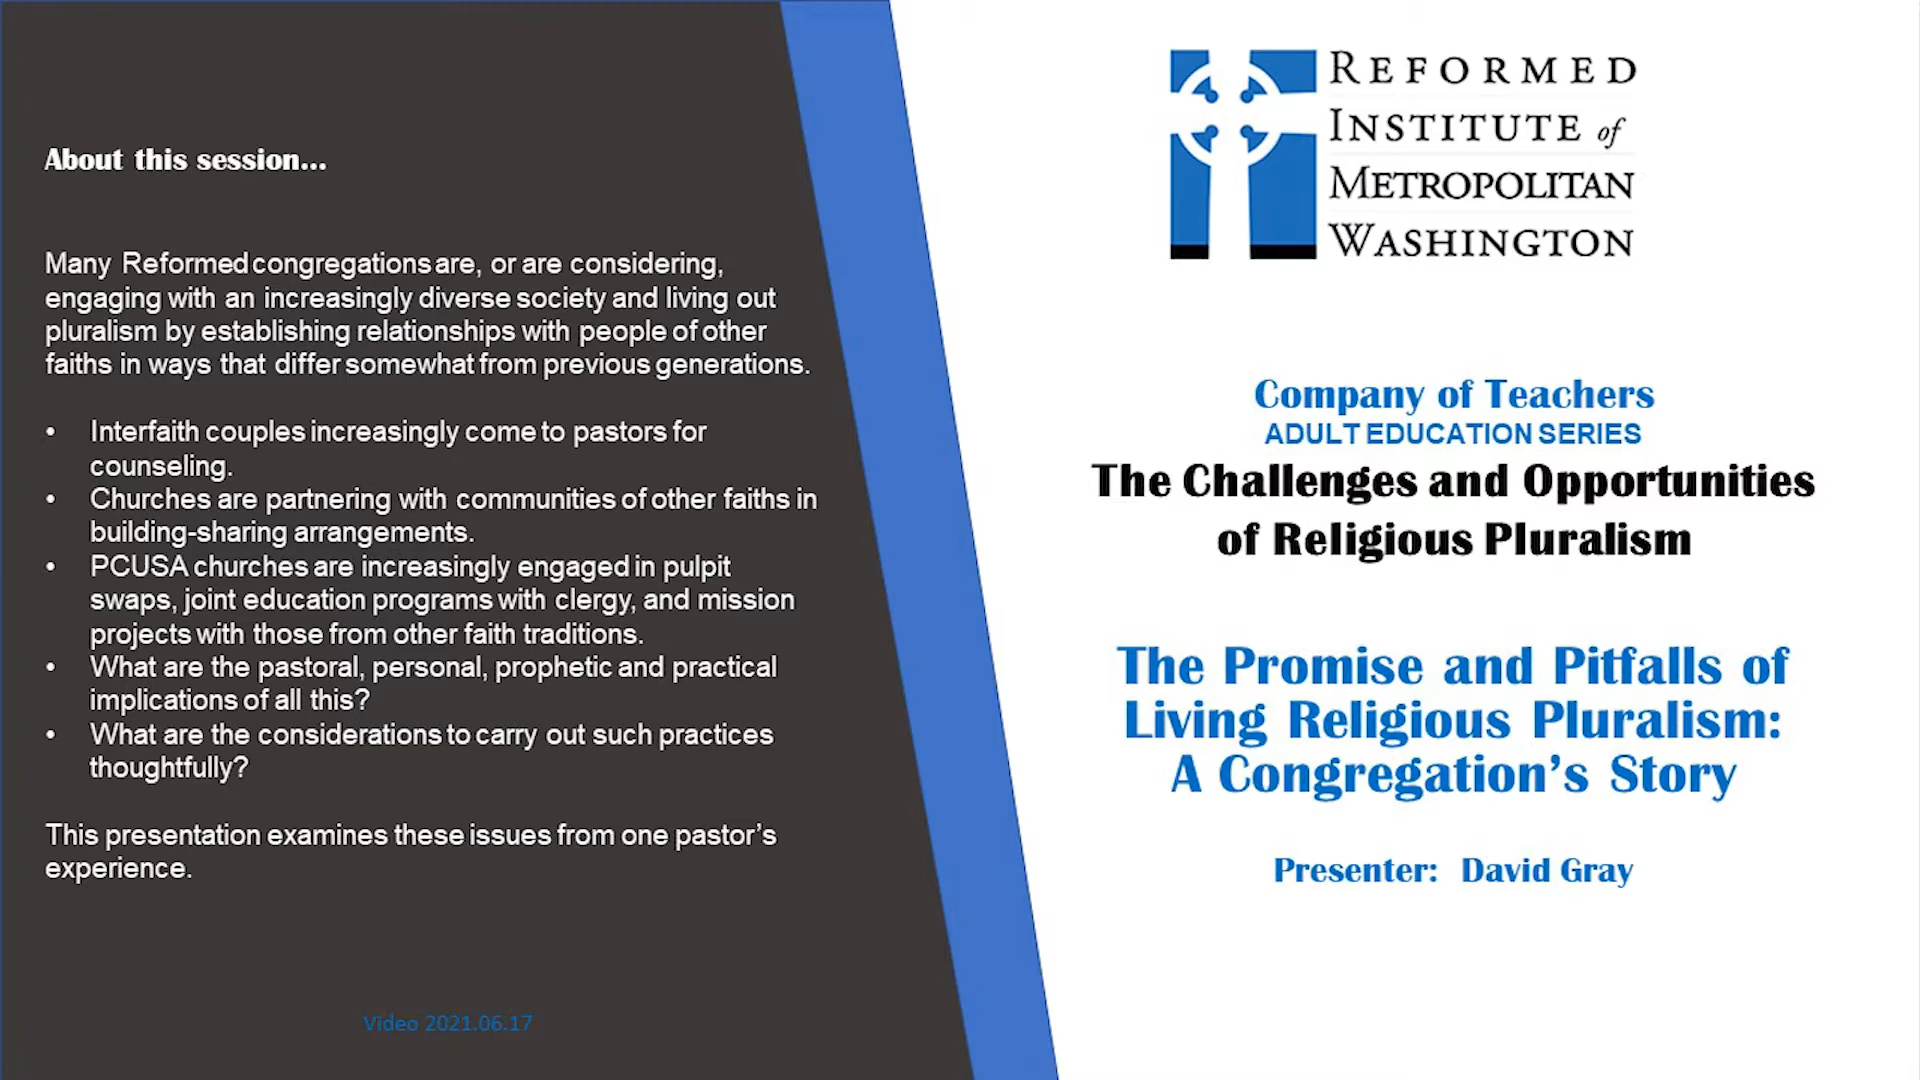 About this session...
Many Reformed congregations are, or are considering,
engaging with an increasingly diverse society and living out
pluralism by establishing relationships with people of other
faiths in ways that differ somewhat from previous generations.
• Interfaith couples increasingly come to pastors for
counseling.
• Churches are partnering with communities of other faiths in
building-sharing arrangements.
• PCUSA churches are increasingly engaged in pulpit
swaps, joint education programs with clergy, and mission
projects with those from other faith traditions.
• What are the pastoral, personal, prophetic and practical
implications of all this?
• What are the considerations to carry out such practices
thoughtfully?
This presentation examines these issues from one pastor’s
experience.
Video 2021.06.17
REFORMED
INSTITUTE of
METROPOLITAN
WASHINGTON
Company of Teachers
ADULT EDUCATION SERIES
The Challenges and Opportunities
of Religious Pluralism
The Promise and Pitfalls of
Living Religious Pluralism:
A Congregation’s Story
Presenter: David Gray